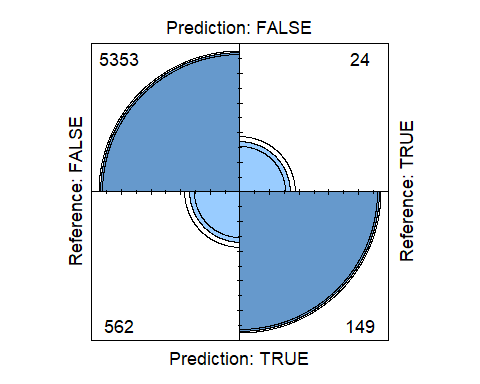 Prediction: FALSE
5353
24
Reference: FALSE
Reference: TRUE
562
149
Prediction: TRUE